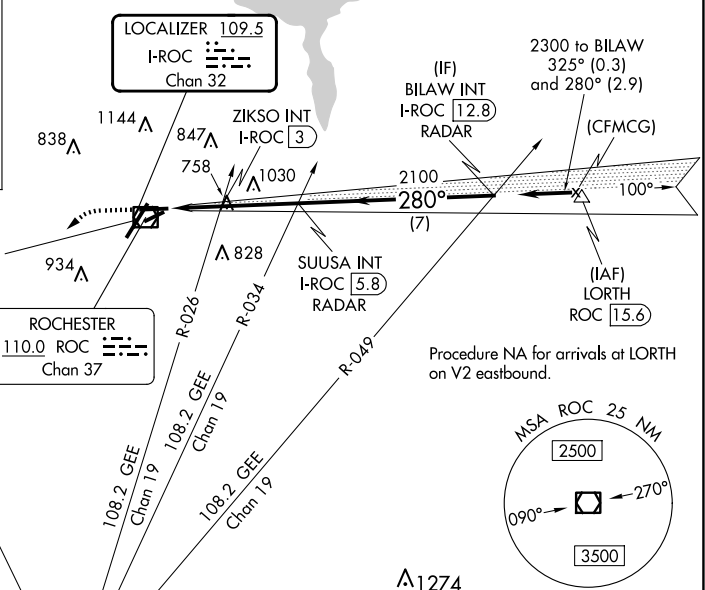 LOCALIZER 109.5
I-ROC
Chan 32
2300 to BILAW
325° (0.3)
and 280° (2.9)
(IF)
BILAW INT
I-ROC 12.8
RADAR
(CFMCG)
ZIKSO INT
I-ROC 3
1144
838
847
758
1030
2100
280°
(7)
100°
934
828
SUUSA INT
I-ROC 5.8
RADAR
(IAF)
LORTH
ROC 15.6
ROCHESTER
110.0 ROC
Chan 37
R-026
R-034
R-049
Procedure NA for arrivals at LORTH
on V2 eastbound.
108.2 GEE
Chan 19
108.2 GEE
Chan 19
108.2 GEE
Chan 19
MSA ROC 25 NM
2500
090°
270°
3500
1274